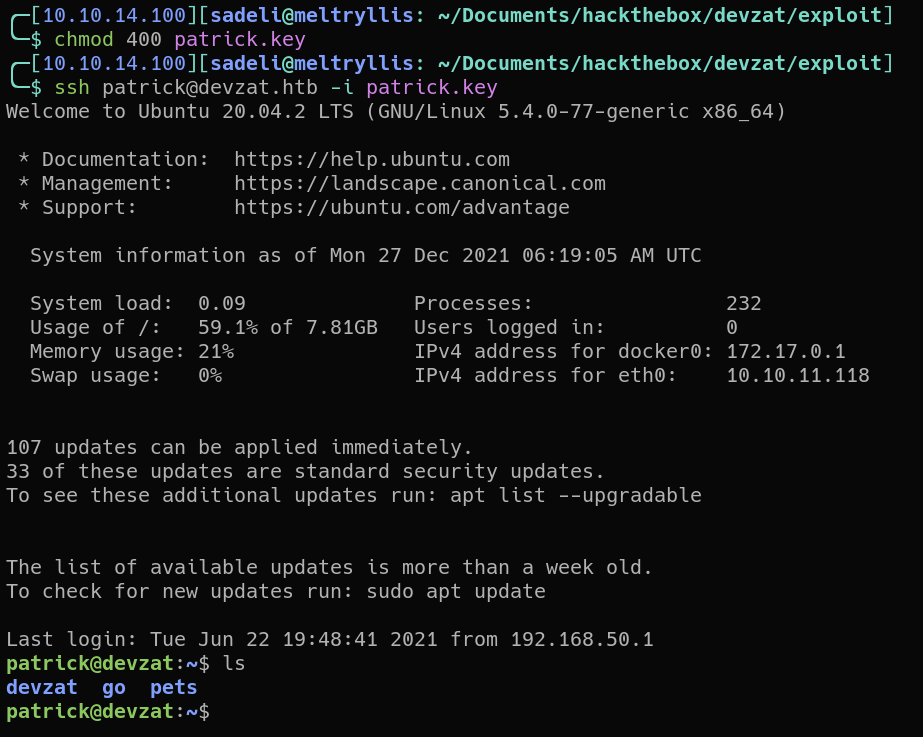 ┌─[10.10.14.100][sadeli@meltryllis: ~/Documents/hackthebox/devzat/exploit]
└─$ chmod 400 patrick.key
┌─[10.10.14.100][sadeli@meltryllis: ~/Documents/hackthebox/devzat/exploit]
└─$ ssh patrick@devzat.htb -i patrick.key
Welcome to Ubuntu 20.04.2 LTS (GNU/Linux 5.4.0-77-generic x86_64)
 * Documentation:  https://help.ubuntu.com
 * Management:     https://landscape.canonical.com
 * Support:        https://ubuntu.com/advantage
  System information as of Mon 27 Dec 2021 06:19:05 AM UTC
  System load:  0.09              Processes:                232
  Usage of /:   59.1% of 7.81GB   Users logged in:          0
  Memory usage: 21%               IPv4 address for docker0: 172.17.0.1
  Swap usage:   0%                IPv4 address for eth0:    10.10.11.118
107 updates can be applied immediately.
33 of these updates are standard security updates.
To see these additional updates run: apt list --upgradable
The list of available updates is more than a week old.
To check for new updates run: sudo apt update
Last login: Tue Jun 22 19:48:41 2021 from 192.168.50.1
patrick@devzat:~$ ls
devzat  go  pets
patrick@devzat:~$